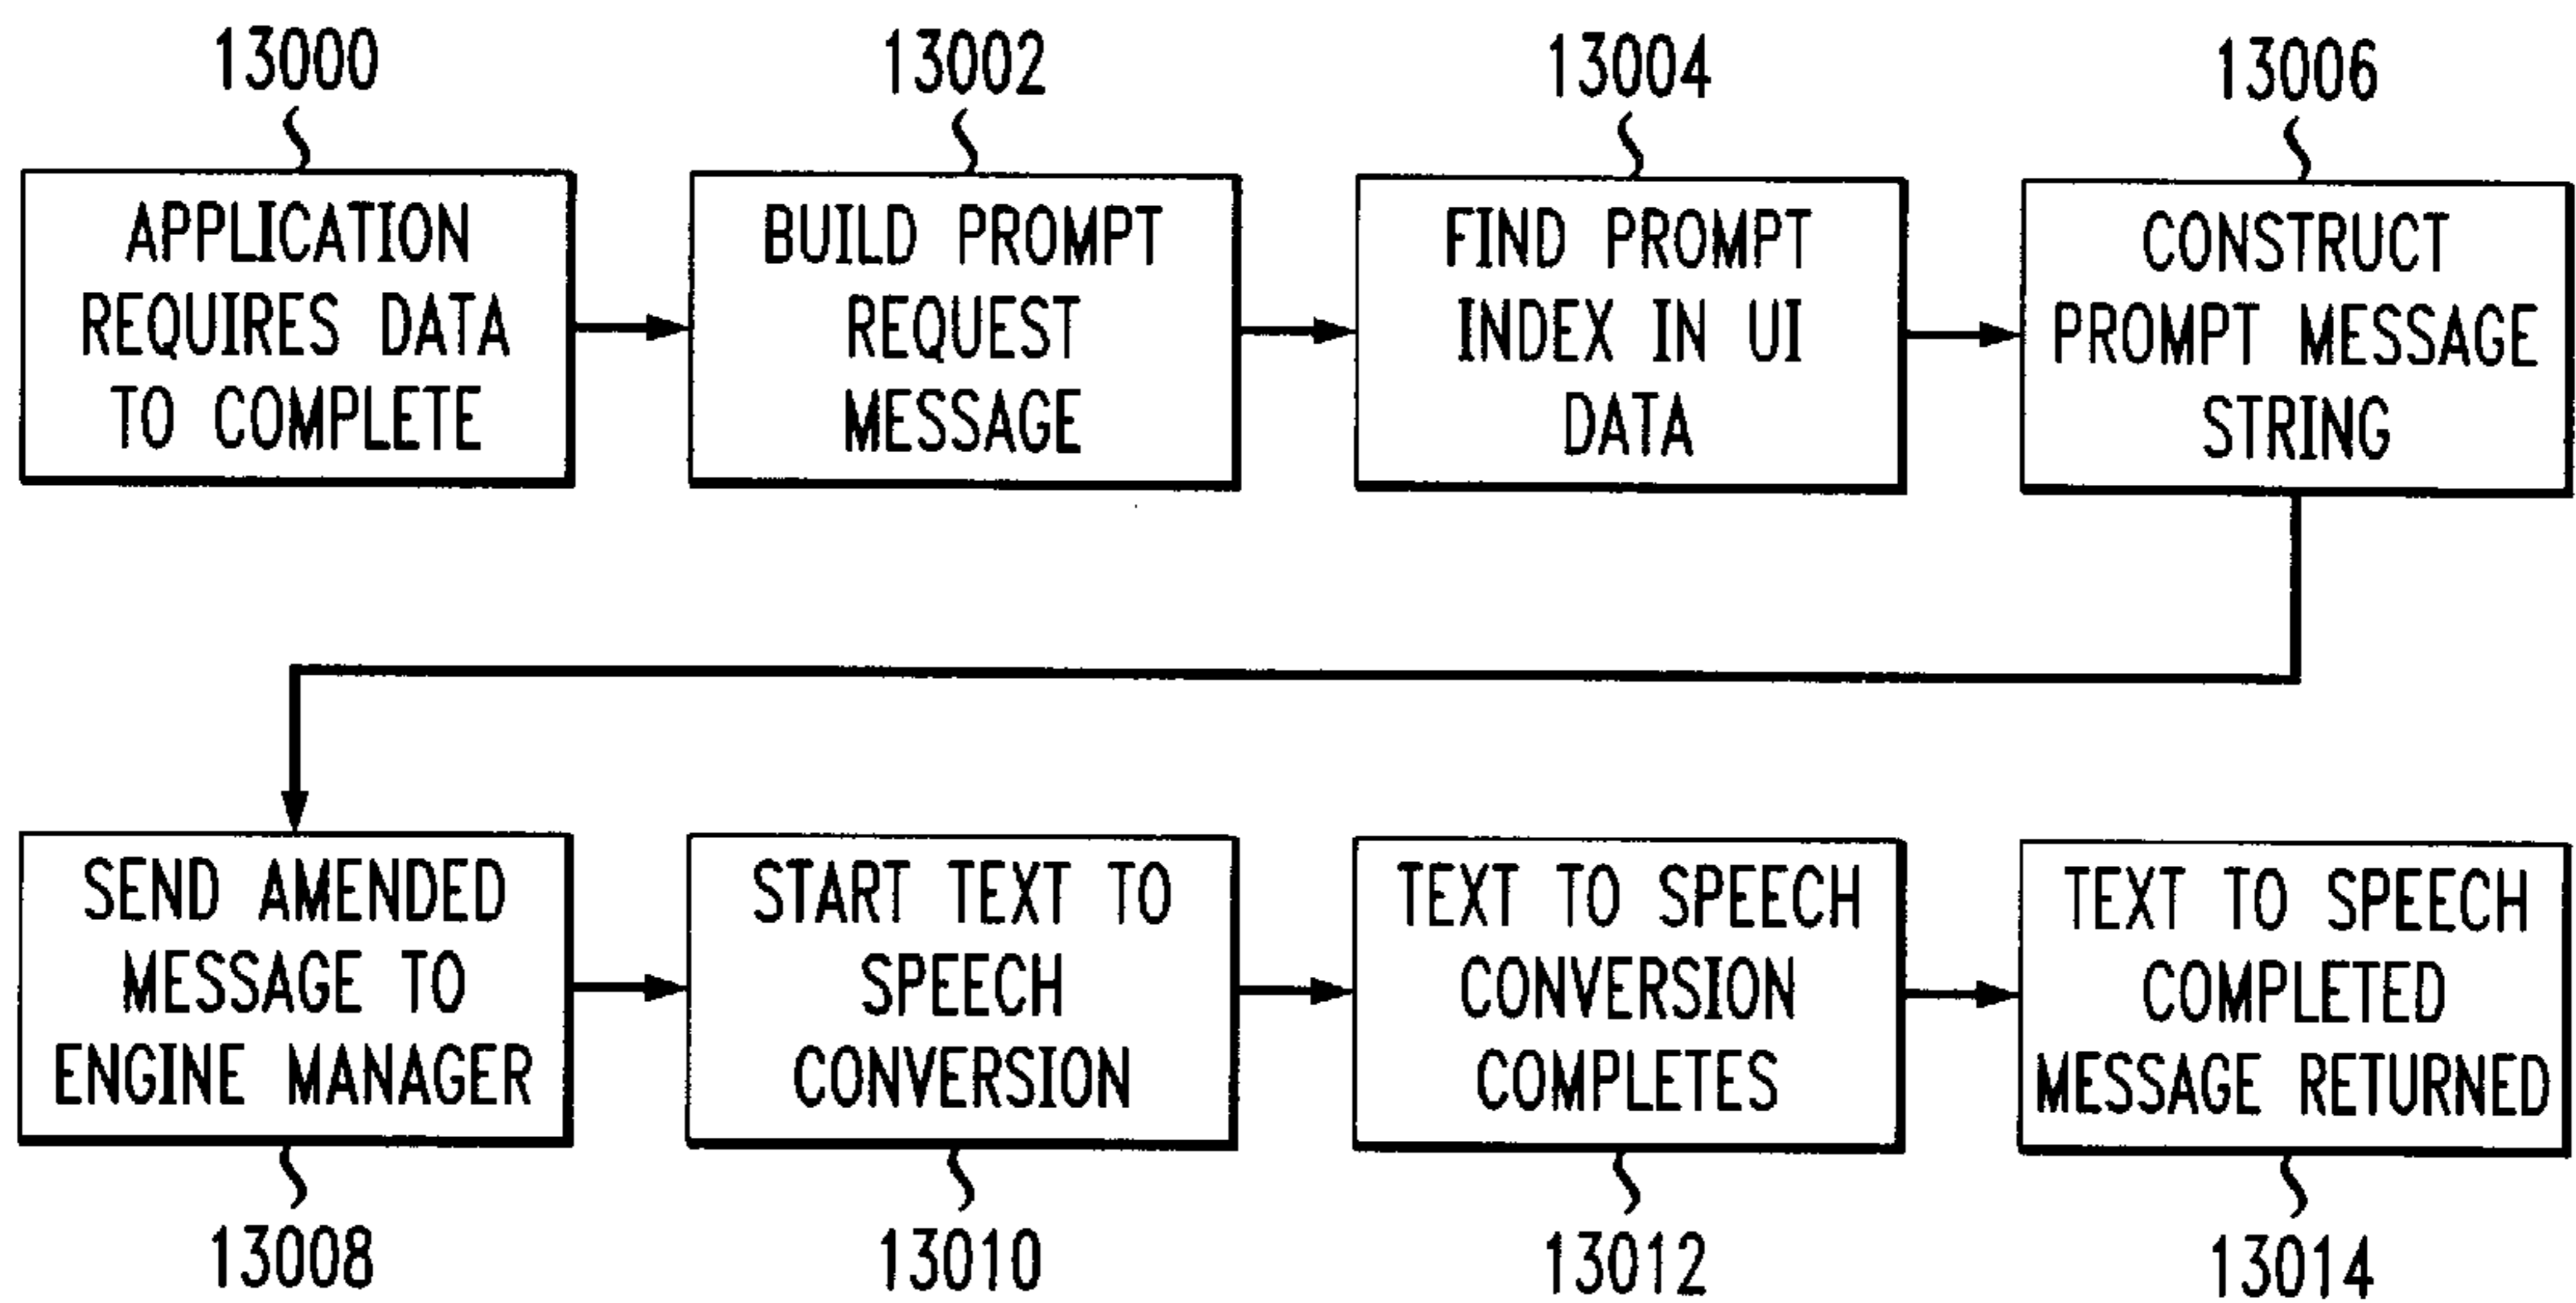 13000
APPLICATION
REQUIRES DATA
TO COMPLETE
13002
BUILD PROMPT
REQUEST
MESSAGE
13004
FIND PROMPT
INDEX IN UI
DATA
13006
CONSTRUCT
PROMPT MESSAGE
STRING
SEND AMENDED
MESSAGE TO
ENGINE MANAGER
13008
START TEXT TO
SPEECH
CONVERSION
13010
TEXT TO SPEECH
CONVERSION
COMPLETES
13012
TEXT TO SPEECH
COMPLETED
MESSAGE RETURNED
13014